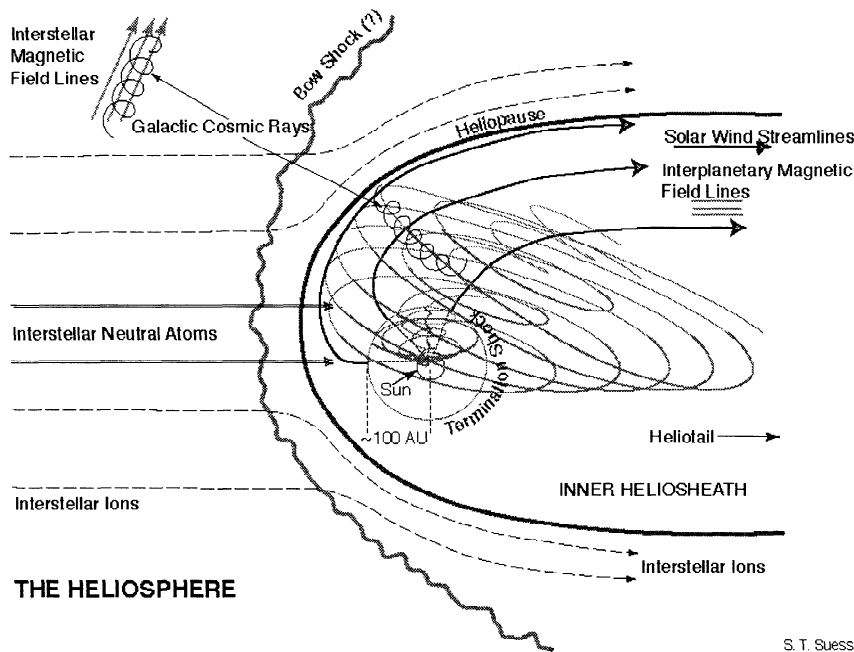 Interstellar
Magnetic
Field Lines
Bow Shock (?)
Galactic Cosmic Rays
Heliopause
Solar Wind Streamlines
Interplanetary Magnetic
Field Lines
Interstellar Neutral Atoms
Termination Shock
Sun
~100 AU
Heliotail
INNER HELIOSHEATH
Interstellar Ions
Interstellar Ions
THE HELIOSPHERE
S. T. Suess